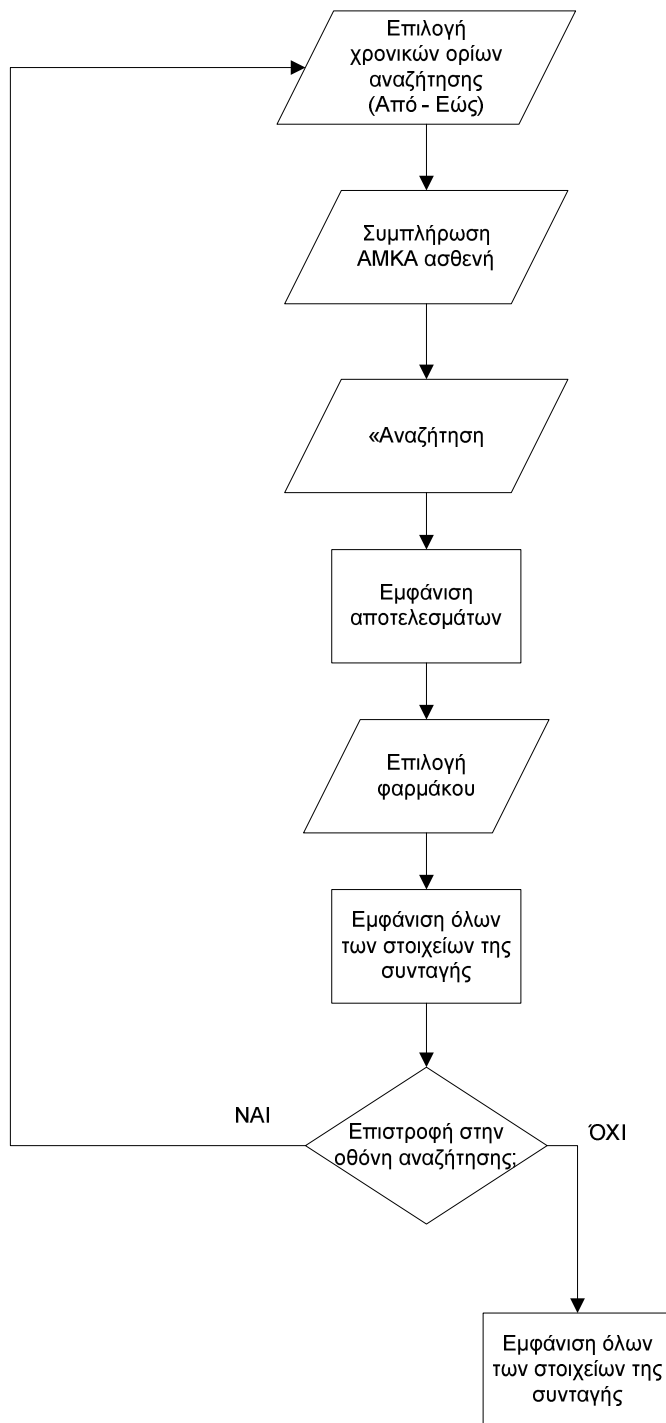 Επιλογή
χρονικών ορίων
αναζήτησης
(Από - Εώς)
Συμπλήρωση
ΑΜΚΑ ασθενή
«Αναζήτηση
Εμφάνιση
αποτελεσμάτων
Επιλογή
φαρμάκου
Εμφάνιση όλων
των στοιχείων της
συνταγής
ΝΑΙ
Επιστροφή στην
οθόνη αναζήτησης;
ΌΧΙ
Εμφάνιση όλων
των στοιχείων της
συνταγής